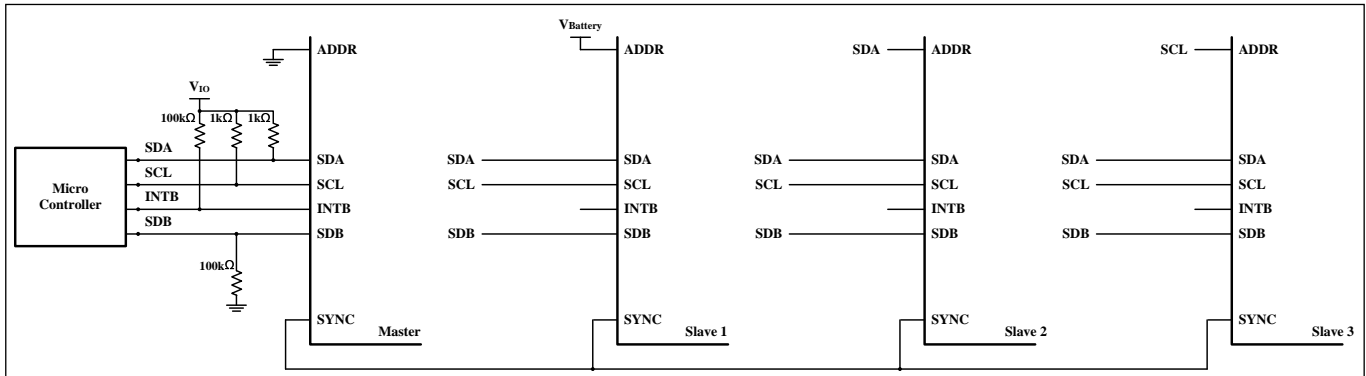 VBattery
ADDR
ADDR
SDA
ADDR
SCL
ADDR
VIO
100kΩ
1kΩ
1kΩ
SDA
SDA
SDA
SDA
SDA
SDA
SDA
SDA
SCL
SCL
SCL
SCL
SCL
SCL
SCL
SCL
Micro
Controller
INTB
INTB
INTB
INTB
INTB
SDB
SDB
SDB
SDB
SDB
SDB
SDB
SDB
100kΩ
SYNC
SYNC
SYNC
SYNC
Master
Slave 1
Slave 2
Slave 3